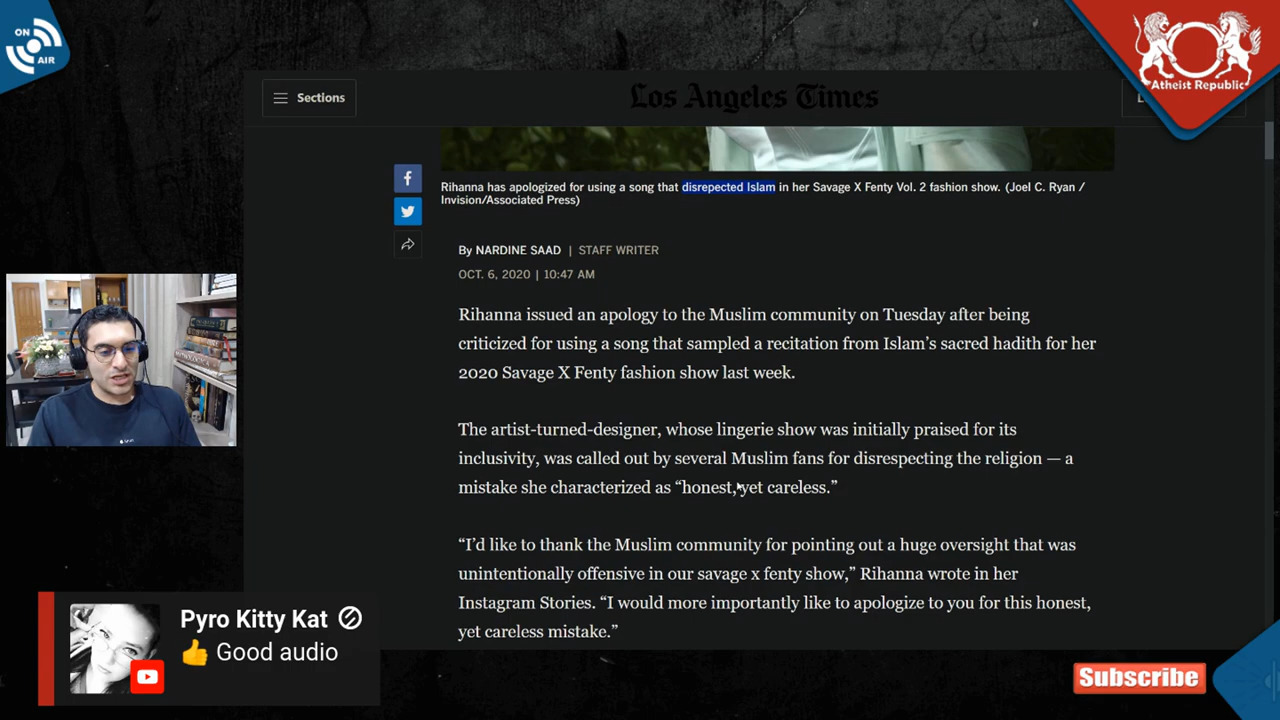 ON
AIR
Atheist Republic
Sections
Los Angeles Times
Rihanna has apologized for using a song that disrepected Islam in her Savage X Fenty Vol. 2 fashion show. (Joel C. Ryan /
Invision/Associated Press)
By NARDINE SAAD | STAFF WRITER
OCT. 6, 2020 | 10:47 AM
Rihanna issued an apology to the Muslim community on Tuesday after being
criticized for using a song that sampled a recitation from Islam’s sacred hadith for her
2020 Savage X Fenty fashion show last week.
The artist-turned-designer, whose lingerie show was initially praised for its
inclusivity, was called out by several Muslim fans for disrespecting the religion — a
mistake she characterized as “honest, yet careless.”
“I’d like to thank the Muslim community for pointing out a huge oversight that was
unintentionally offensive in our savage x fenty show,” Rihanna wrote in her
Instagram Stories. “I would more importantly like to apologize to you for this honest,
yet careless mistake.”
Pyro Kitty Kat
👍 Good audio
Subscribe